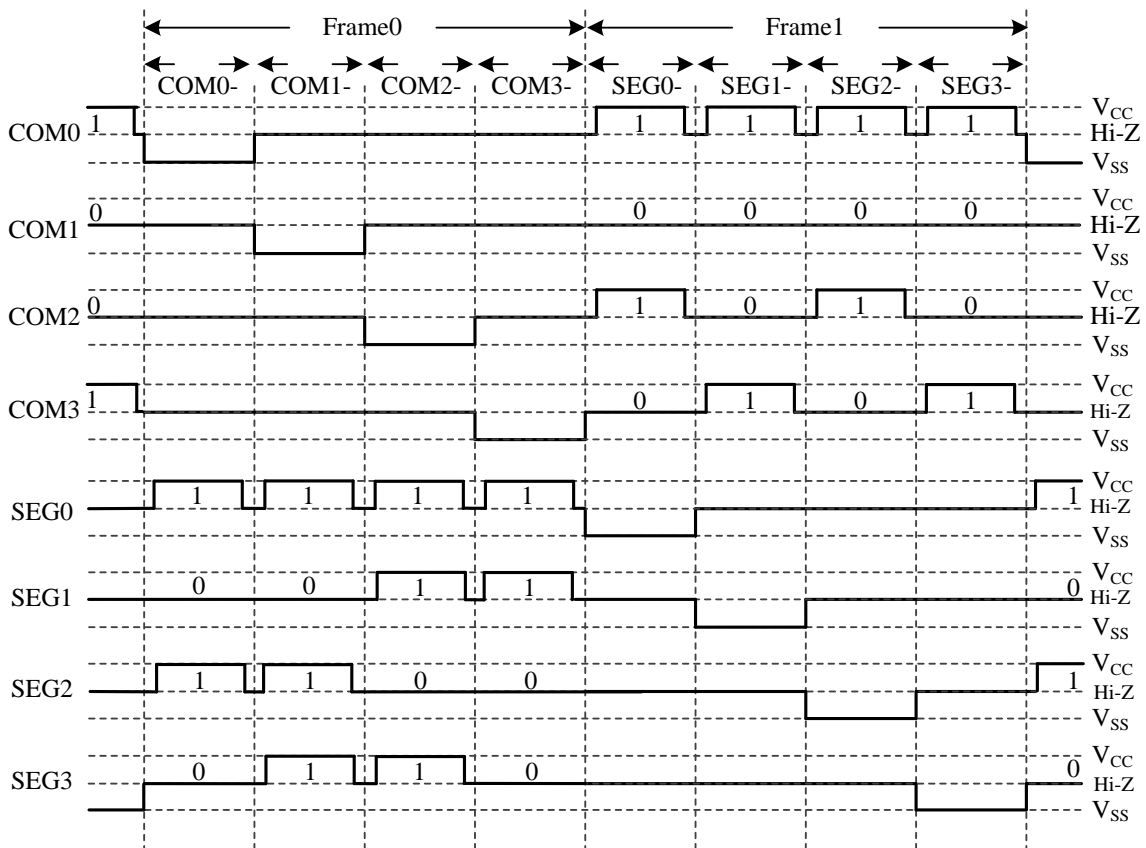 Frame0 Frame1
COM0- COM1- COM2- COM3- SEG0- SEG1- SEG2- SEG3-
COM0 1 1 1 1 1 VCC Hi-Z VSS
COM1 0 0 0 0 0 VCC Hi-Z VSS
COM2 0 1 0 1 0 VCC Hi-Z VSS
COM3 1 0 1 0 1 VCC Hi-Z VSS
SEG0 1 1 1 1 1 VCC Hi-Z VSS
SEG1 0 0 1 1 0 VCC Hi-Z VSS
SEG2 1 1 0 0 1 VCC Hi-Z VSS
SEG3 0 1 1 0 0 VCC Hi-Z VSS